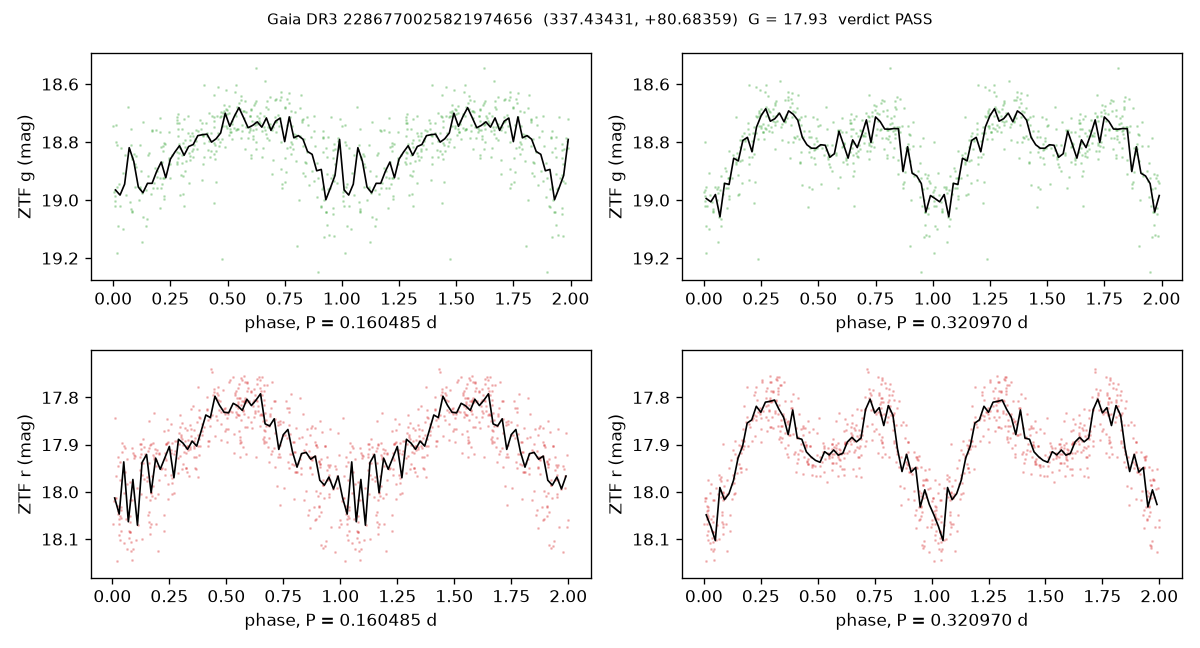 Gaia DR3 2286770025821974656 (337.43431, +80.68359) G = 17.93 verdict PASS
ZTF g (mag)
18.6
18.8
19.0
19.2
0.00 0.25 0.50 0.75 1.00 1.25 1.50 1.75 2.00
phase, P = 0.160485 d
ZTF g (mag)
18.6
18.8
19.0
19.2
0.00 0.25 0.50 0.75 1.00 1.25 1.50 1.75 2.00
phase, P = 0.320970 d
ZTF r (mag)
17.8
17.9
18.0
18.1
0.00 0.25 0.50 0.75 1.00 1.25 1.50 1.75 2.00
phase, P = 0.160485 d
ZTF r (mag)
17.8
17.9
18.0
18.1
0.00 0.25 0.50 0.75 1.00 1.25 1.50 1.75 2.00
phase, P = 0.320970 d